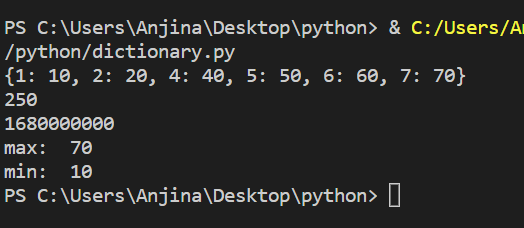 PS C:\Users\Anjina\Desktop\python> & C:/Users/An
/python/dictionary.py
{1: 10, 2: 20, 4: 40, 5: 50, 6: 60, 7: 70}
250
1680000000
max:  70
min:  10
PS C:\Users\Anjina\Desktop\python>